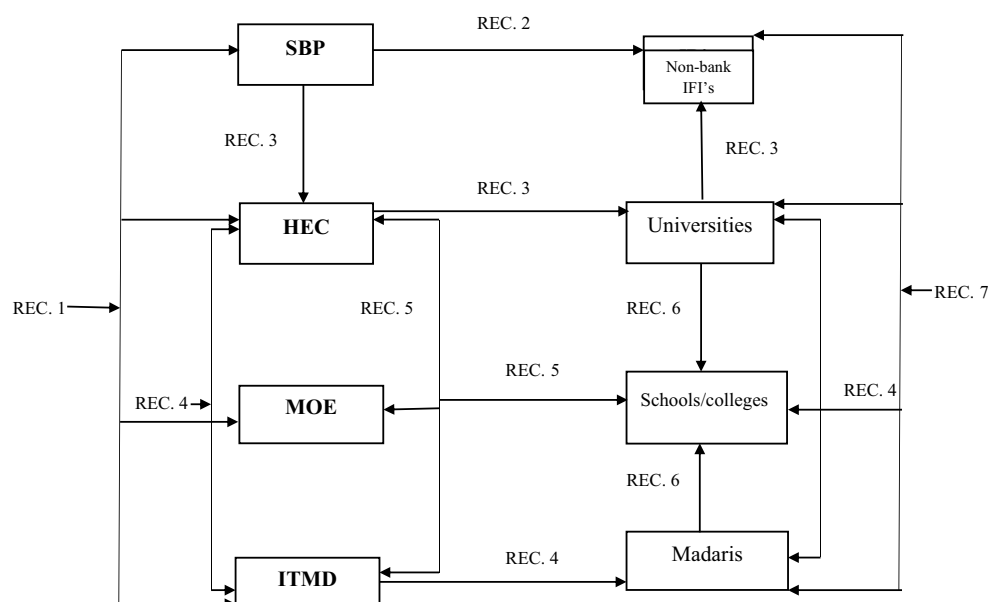 REC. 2
SBP
Non-bank
IFI's
REC. 3
REC. 3
REC. 3
HEC
Universities
REC. 1
REC. 5
REC. 6
REC. 7
REC. 5
REC. 4
MOE
Schools/colleges
REC. 4
REC. 6
REC. 4
ITMD
Madaris